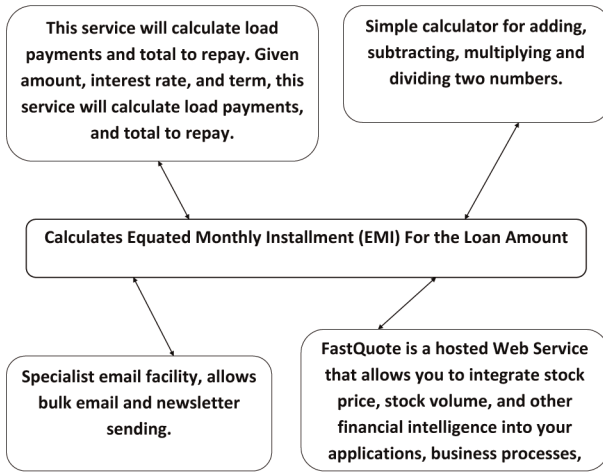 This service will calculate load
payments and total to repay. Given
amount, interest rate, and term, this
service will calculate load payments,
and total to repay.
Simple calculator for adding,
subtracting, multiplying and
dividing two numbers.
Calculates Equated Monthly Installment (EMI) For the Loan Amount
Specialist email facility, allows
bulk email and newsletter
sending.
FastQuote is a hosted Web Service
that allows you to integrate stock
price, stock volume, and other
financial intelligence into your
applications, business processes,